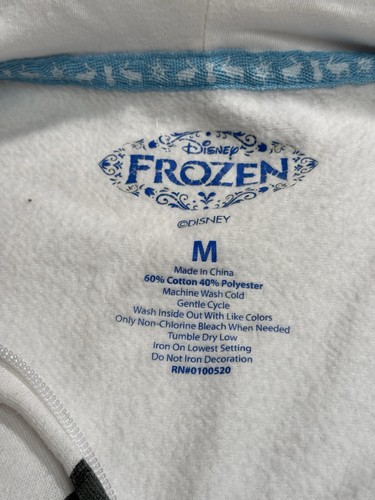 Disney
FROZEN
©DISNEY
M
Made In China
60% Cotton 40% Polyester
Machine Wash Cold
Gentle Cycle
Wash Inside Out With Like Colors
Only Non-Chlorine Bleach When Needed
Tumble Dry Low
Iron On Lowest Setting
Do Not Iron Decoration
RN#0100520